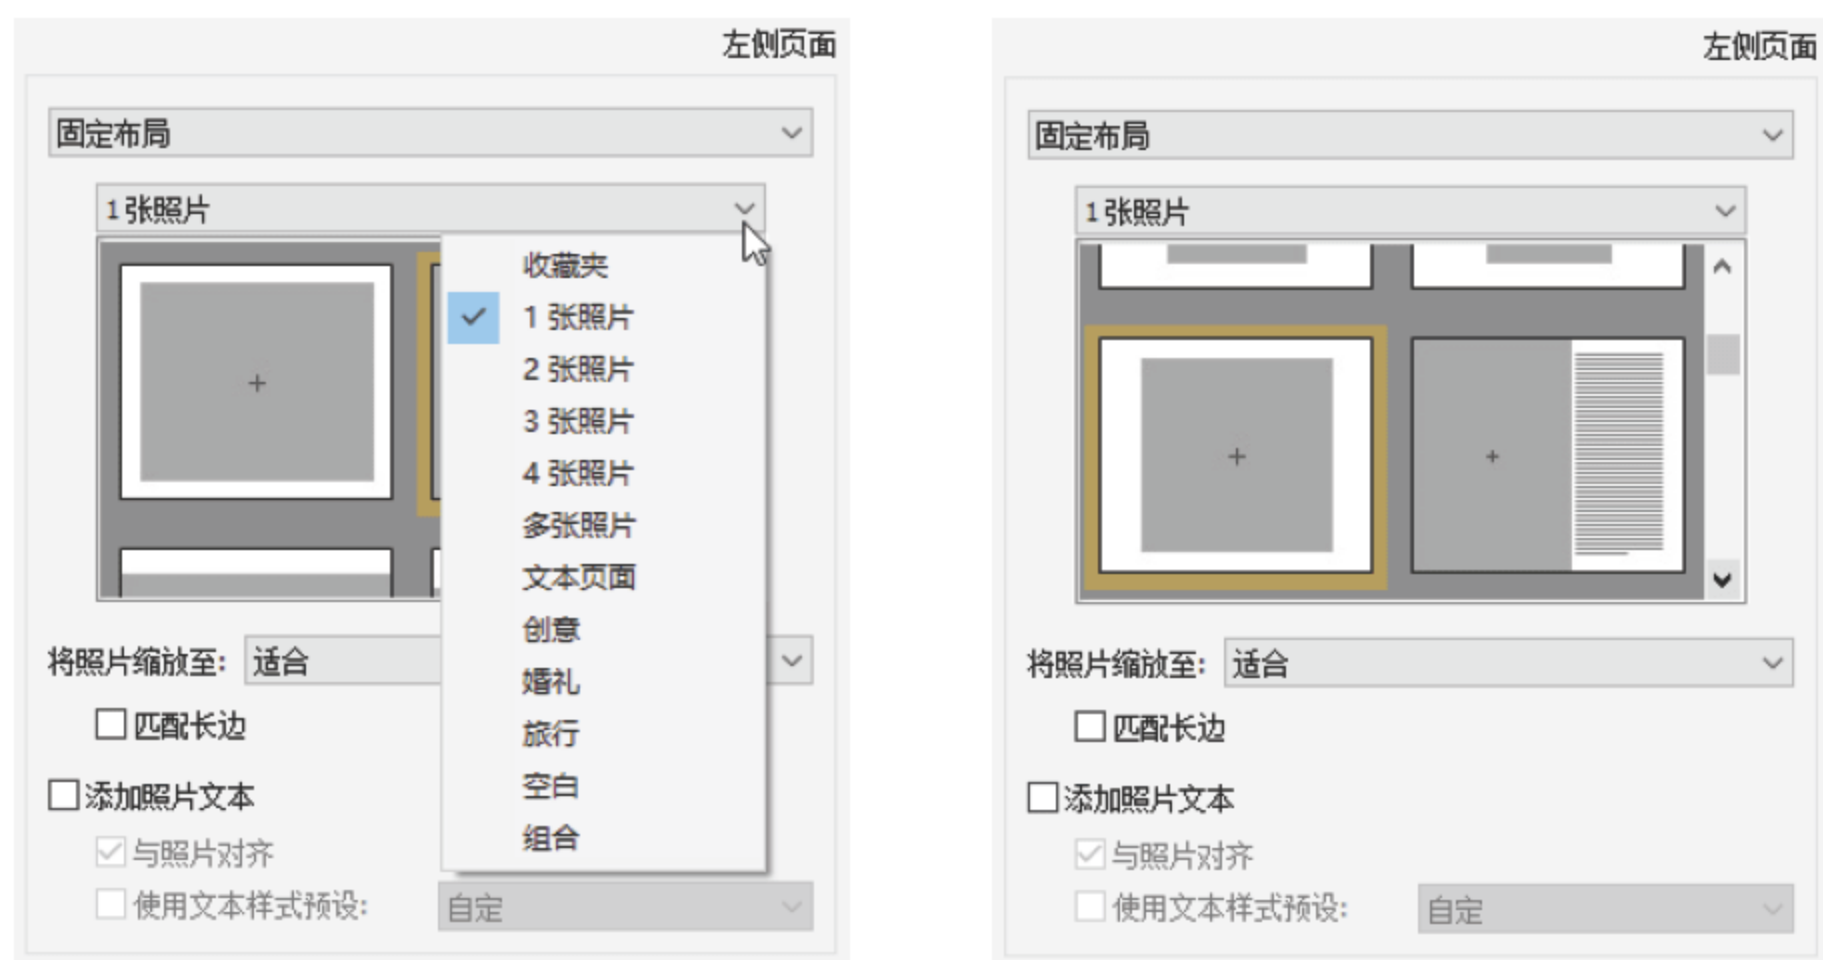 左侧页面
固定布局
1 张照片
收藏夹
1 张照片
2 张照片
3 张照片
4 张照片
多张照片
文本页面
创意
婚礼
旅行
空白
组合
将照片缩放至: 适合
匹配长边
添加照片文本
与照片对齐
使用文本样式预设: 自定
左侧页面
固定布局
1 张照片
将照片缩放至: 适合
匹配长边
添加照片文本
与照片对齐
使用文本样式预设: 自定